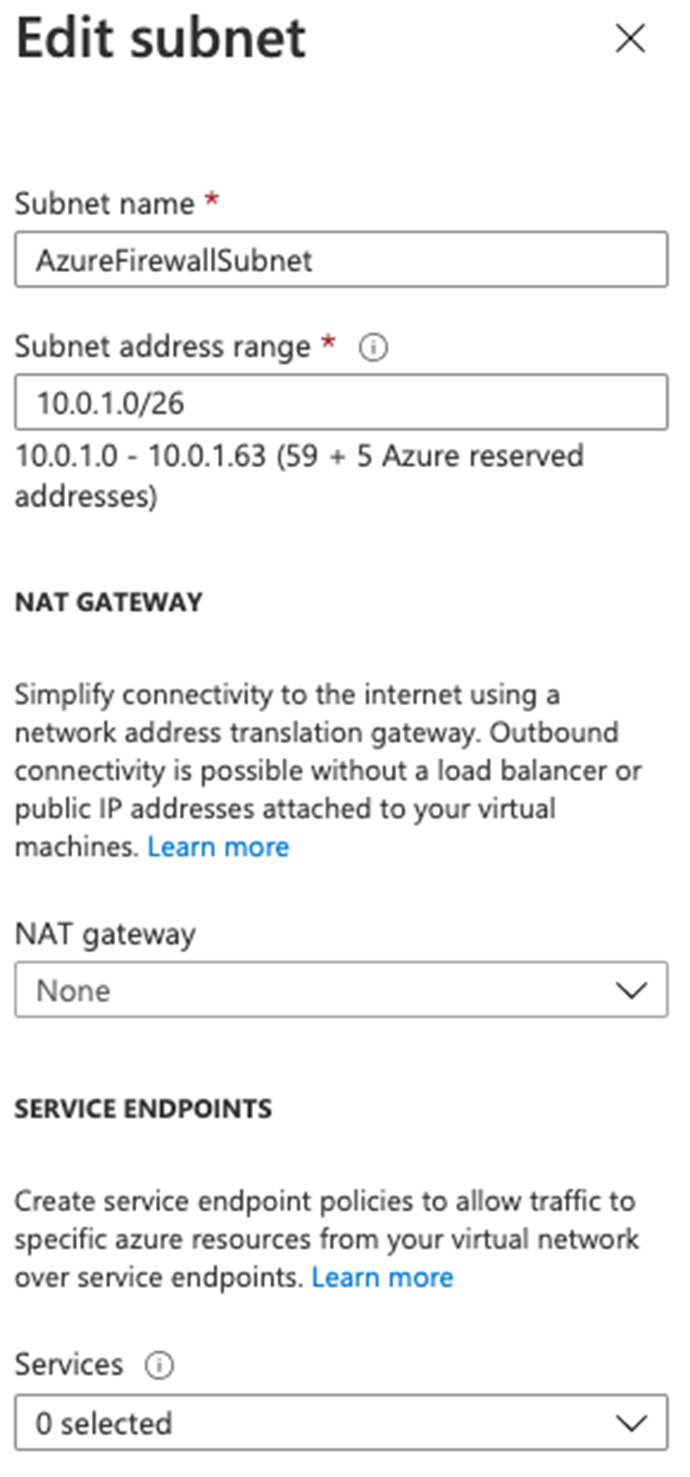 Edit subnet
Subnet name *
AzureFirewallSubnet
Subnet address range *
10.0.1.0/26
10.0.1.0 - 10.0.1.63 (59 + 5 Azure reserved
addresses)
NAT GATEWAY
Simplify connectivity to the internet using a
network address translation gateway. Outbound
connectivity is possible without a load balancer or
public IP addresses attached to your virtual
machines. Learn more
NAT gateway
None
SERVICE ENDPOINTS
Create service endpoint policies to allow traffic to
specific azure resources from your virtual network
over service endpoints. Learn more
Services
0 selected